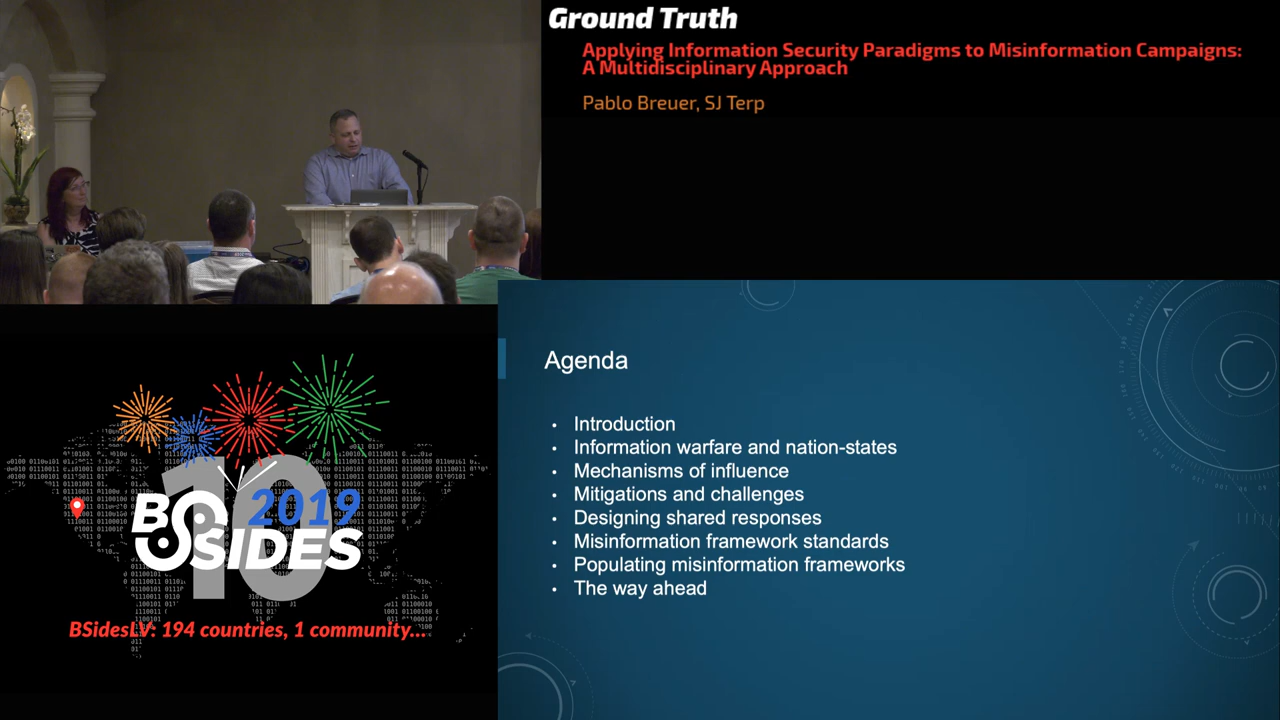 Ground Truth
Applying Information Security Paradigms to Misinformation Campaigns:
A Multidisciplinary Approach
Pablo Breuer, SJ Terp
Agenda
• Introduction
• Information warfare and nation-states
• Mechanisms of influence
• Mitigations and challenges
• Designing shared responses
• Misinformation framework standards
• Populating misinformation frameworks
• The way ahead
10
2019
BSIDES
BSidesLV: 194 countries, 1 community...